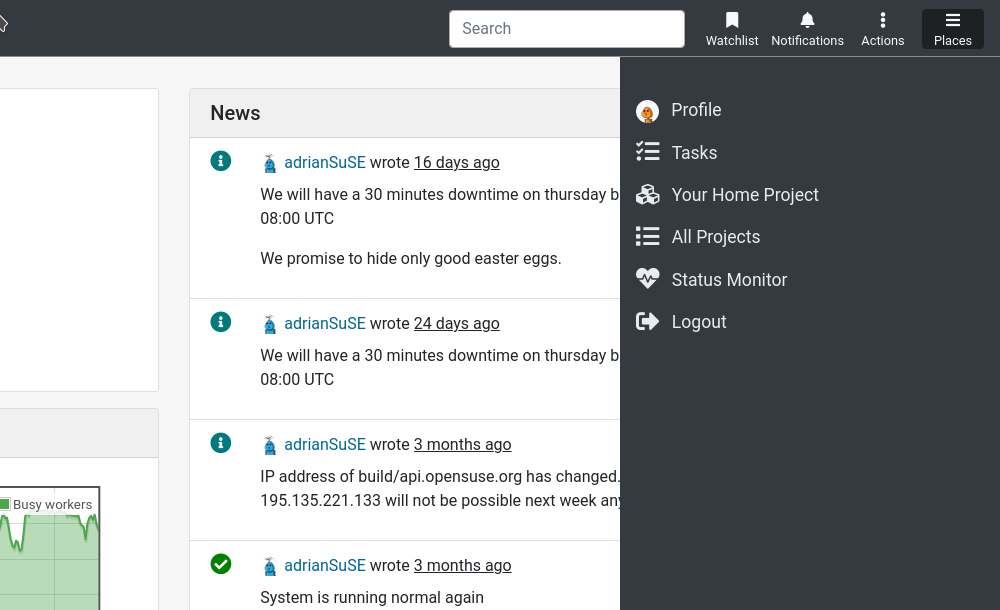 Search
Watchlist
Notifications
Actions
Places
News
adrianSuSE wrote 16 days ago
We will have a 30 minutes downtime on thursday
08:00 UTC
We promise to hide only good easter eggs.
adrianSuSE wrote 24 days ago
We will have a 30 minutes downtime on thursday
08:00 UTC
adrianSuSE wrote 3 months ago
IP address of build/api.opensuse.org has changed.
195.135.221.133 will not be possible next week
adrianSuSE wrote 3 months ago
System is running normal again
Busy workers
Profile
Tasks
Your Home Project
All Projects
Status Monitor
Logout